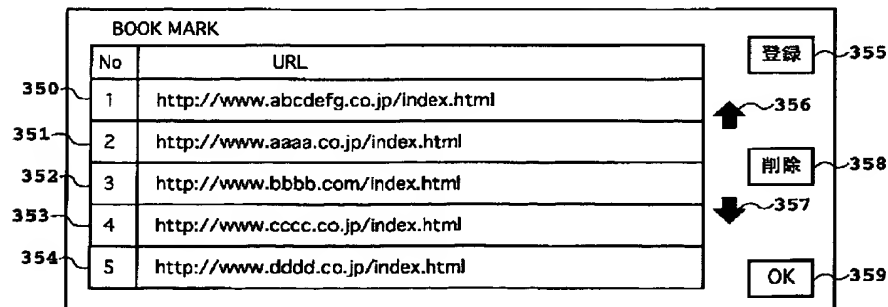 BOOK MARK
No URL
登録 355
350 1 http://www.abcdefg.co.jp/index.html
356
351 2 http://www.aaaa.co.jp/index.html
352 3 http://www.bbbb.com/index.html
削除 358
353 4 http://www.cccc.co.jp/index.html
357
354 5 http://www.dddd.co.jp/index.html
OK 359